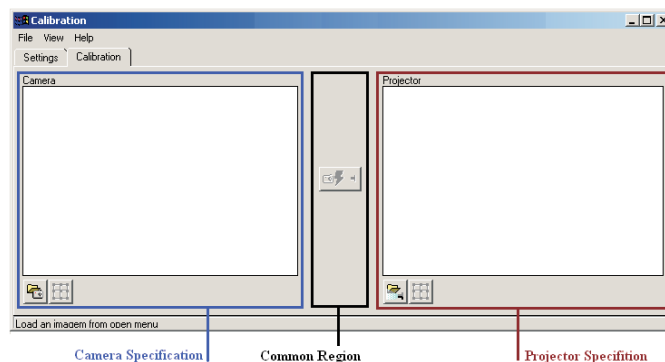 Calibration
File View Help
Settings Calibration
Camera
Projector
Load an imagem from open menu
Camera Specification
Common Region
Projector Specifition